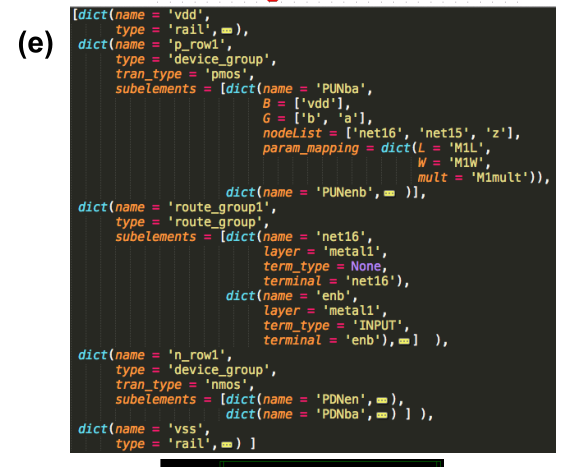 (e)
[dict(name = 'vdd',
type = 'rail',…),
dict(name = 'p_row1',
type = 'device_group',
tran_type = 'pmos',
subelements = [dict(name = 'PUNba',
B = ['vdd'],
G = ['b', 'a'],
nodeList = ['net16', 'net15', 'z'],
param_mapping = dict(L = 'M1L',
W = 'M1W',
mult = 'M1mult')),
dict(name = 'PUNenb',… )],
dict(name = 'route_group1',
type = 'route_group',
subelements = [dict(name = 'net16',
layer = 'metal1',
term_type = None,
terminal = 'net16'),
dict(name = 'enb',
layer = 'metal1',
term_type = 'INPUT',
terminal = 'enb'),…] ),
dict(name = 'n_row1',
type = 'device_group',
tran_type = 'nmos',
subelements = [dict(name = 'PDNen',…),
dict(name = 'PDNba',…) ] ),
dict(name = 'vss',
type = 'rail',…) ]